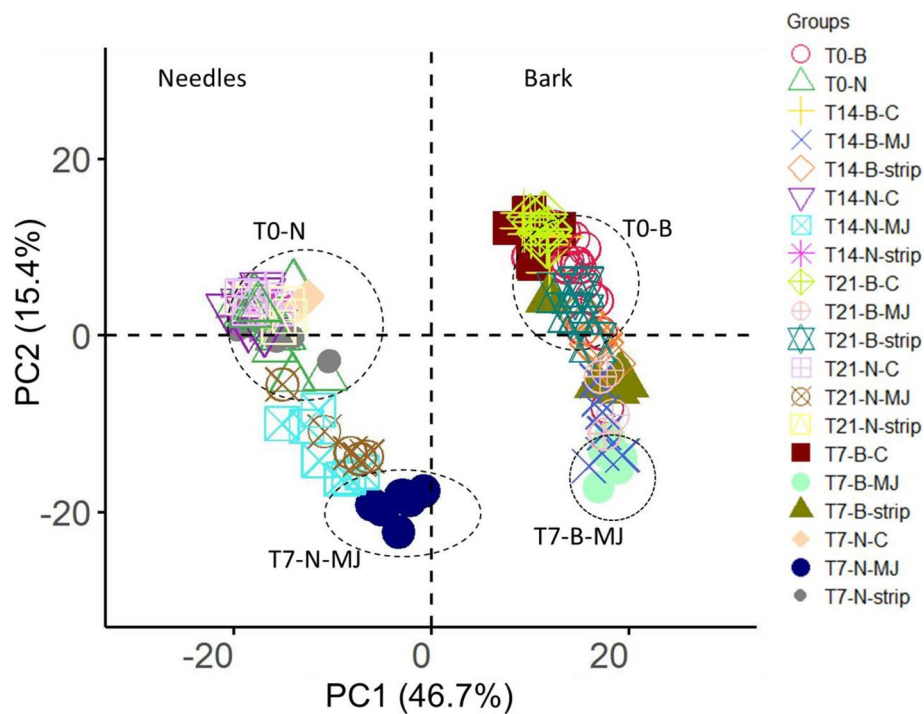 Groups
Needles
Bark
T0-B
T0-N
T14-B-C
T14-B-MJ
T14-B-strip
T14-N-C
T14-N-MJ
T14-N-strip
T21-B-C
T21-B-MJ
T21-B-strip
T21-N-C
T21-N-MJ
T21-N-strip
T7-B-C
T7-B-MJ
T7-B-strip
T7-N-C
T7-N-MJ
T7-N-strip
T0-N
T0-B
T7-N-MJ
T7-B-MJ
PC2 (15.4%)
20
0
-20
-20
0
20
PC1 (46.7%)